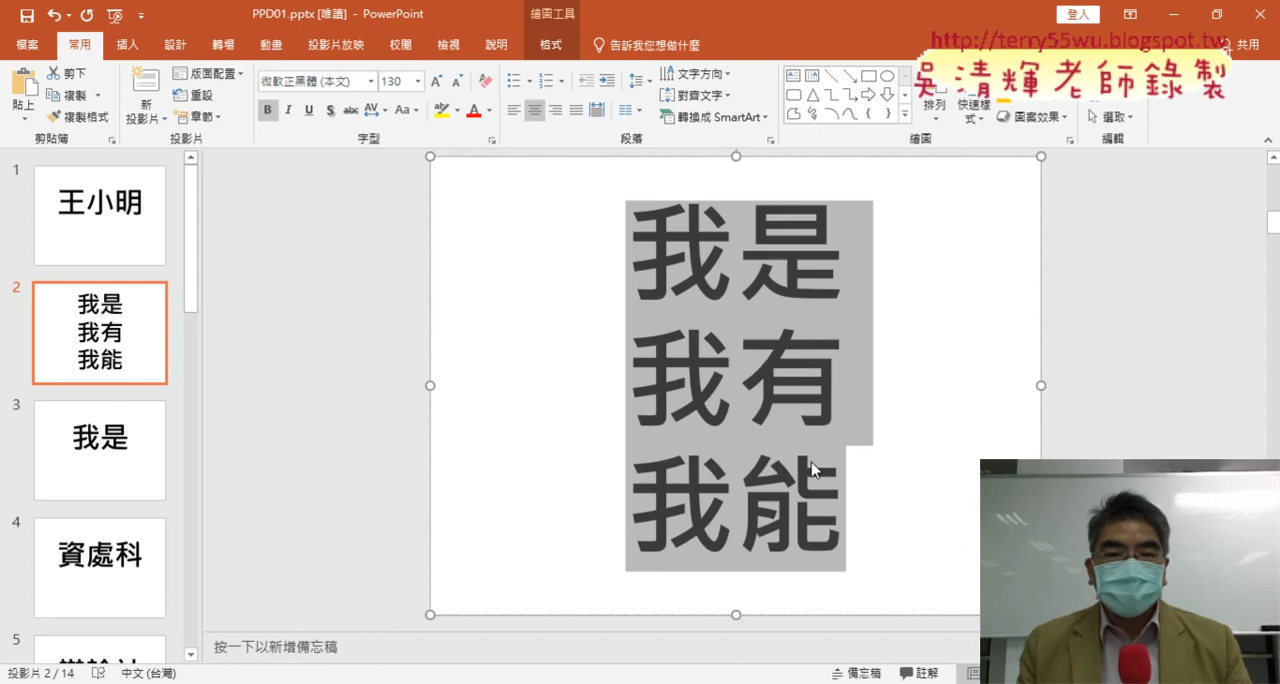 PPD01.pptx [唯讀] - PowerPoint
繪圖工具
登入
檔案 常用 插入 設計 轉場 動畫 投影片放映 校閱 檢視 說明 格式 告訴我您想做什麼 共用
http://terry55wu.blogspot.tw
吳清輝老師錄製
貼上
剪下
複製
複製格式
剪貼簿
新投影片
版面配置
重設
章節
投影片
微軟正黑體 (本文) 130
B I U S abc AV Aa A
字型
段落
文字方向
對齊文字
轉換成 SmartArt
排列
快速樣式
圖案效果
繪圖
選取
編輯
1
王小明
2
我是
我有
我能
3
我是
4
資處科
5
我是
我有
我能
按一下以新增備忘稿
投影片 2 / 14 中文 (台灣) 備忘稿 註解